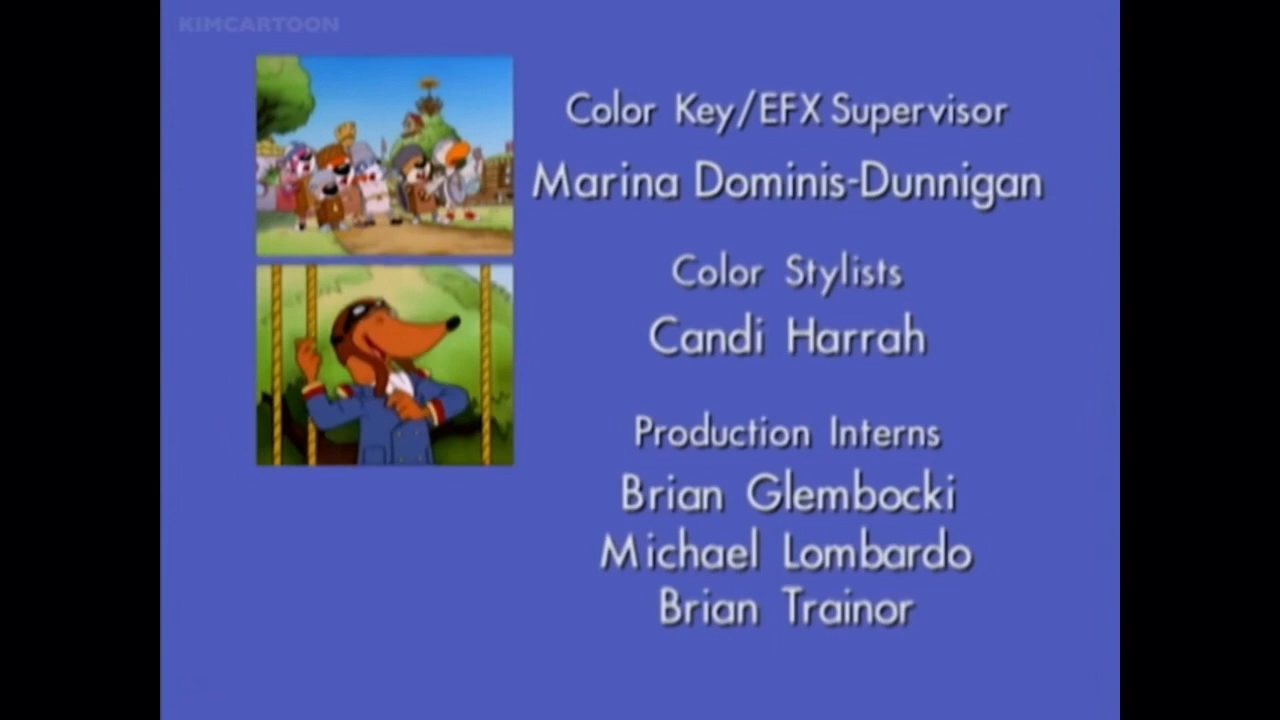 KIMCARTOON
Color Key/EFX Supervisor
Marina Dominis-Dunnigan
Color Stylists
Candi Harrah
Production Interns
Brian Glembocki
Michael Lombardo
Brian Trainor